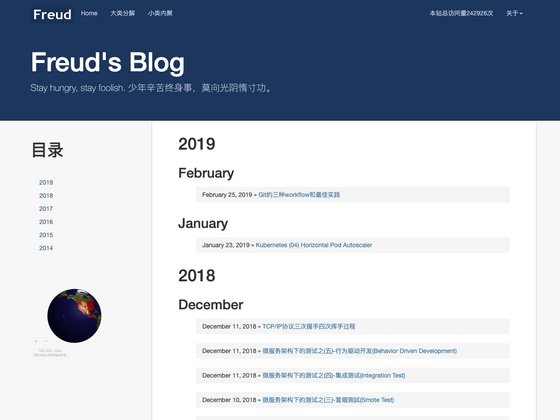 Freud Home 大类分解 小类内聚 本站总访问量242928次 关于
Freud's Blog
Stay hungry, stay foolish. 少年辛苦终身事，莫向光阴惰寸功。
目录
2019
2018
2017
2016
2015
2014
REVOLVERMAPS
2019
February
February 25, 2019 » Git的三种workflow和最佳实践
January
January 23, 2019 » Kubernetes (04) Horizontal Pod Autoscaler
2018
December
December 11, 2018 » TCP/IP协议三次握手四次挥手过程
December 11, 2018 » 微服务架构下的测试之(五)-行为驱动开发(Behavior Driven Development)
December 11, 2018 » 微服务架构下的测试之(四)-集成测试(Integration Test)
December 10, 2018 » 微服务架构下的测试之(三)-冒烟测试(Smote Test)